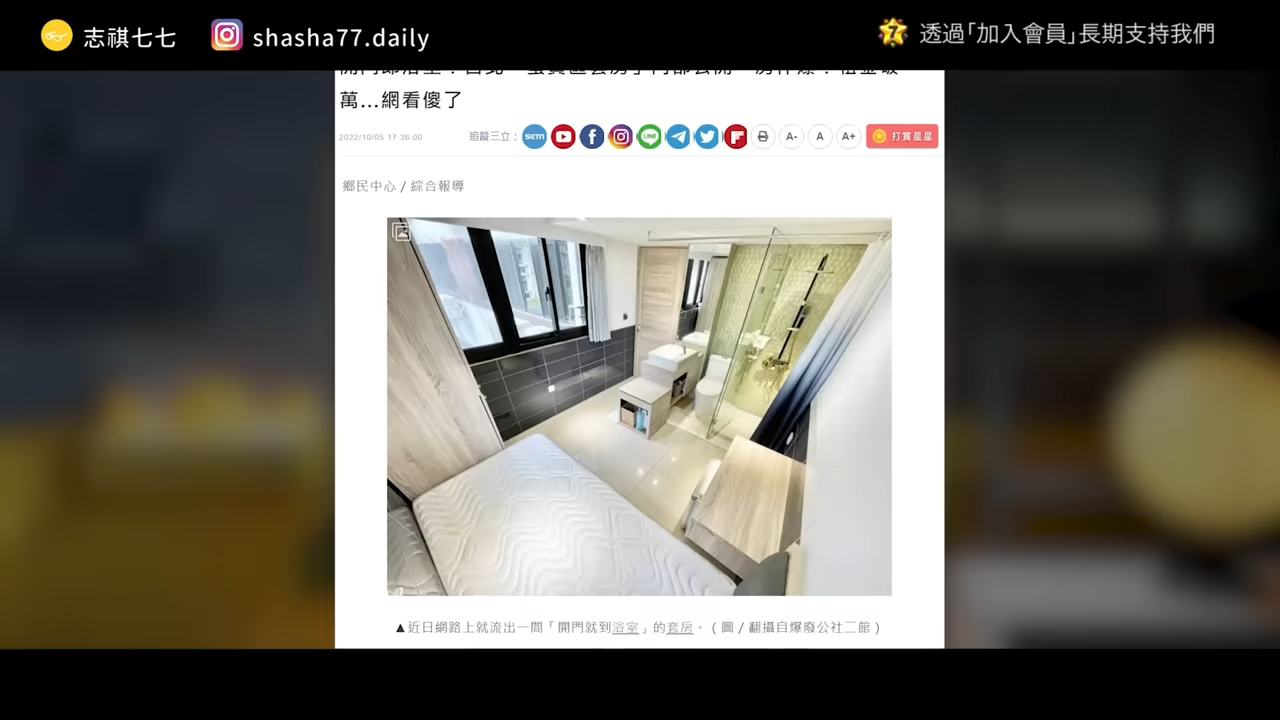 志祺七七
shasha77.daily
7
透過「加入會員」長期支持我們
萬...網看傻了
2022/10/05 17:36:00
追蹤三立：
SETN
LINE
A-
A
A+
打賞星星
鄉民中心／綜合報導
▲近日網路上就流出一間「開門就到浴室」的套房。（圖／翻攝自爆廢公社二館）